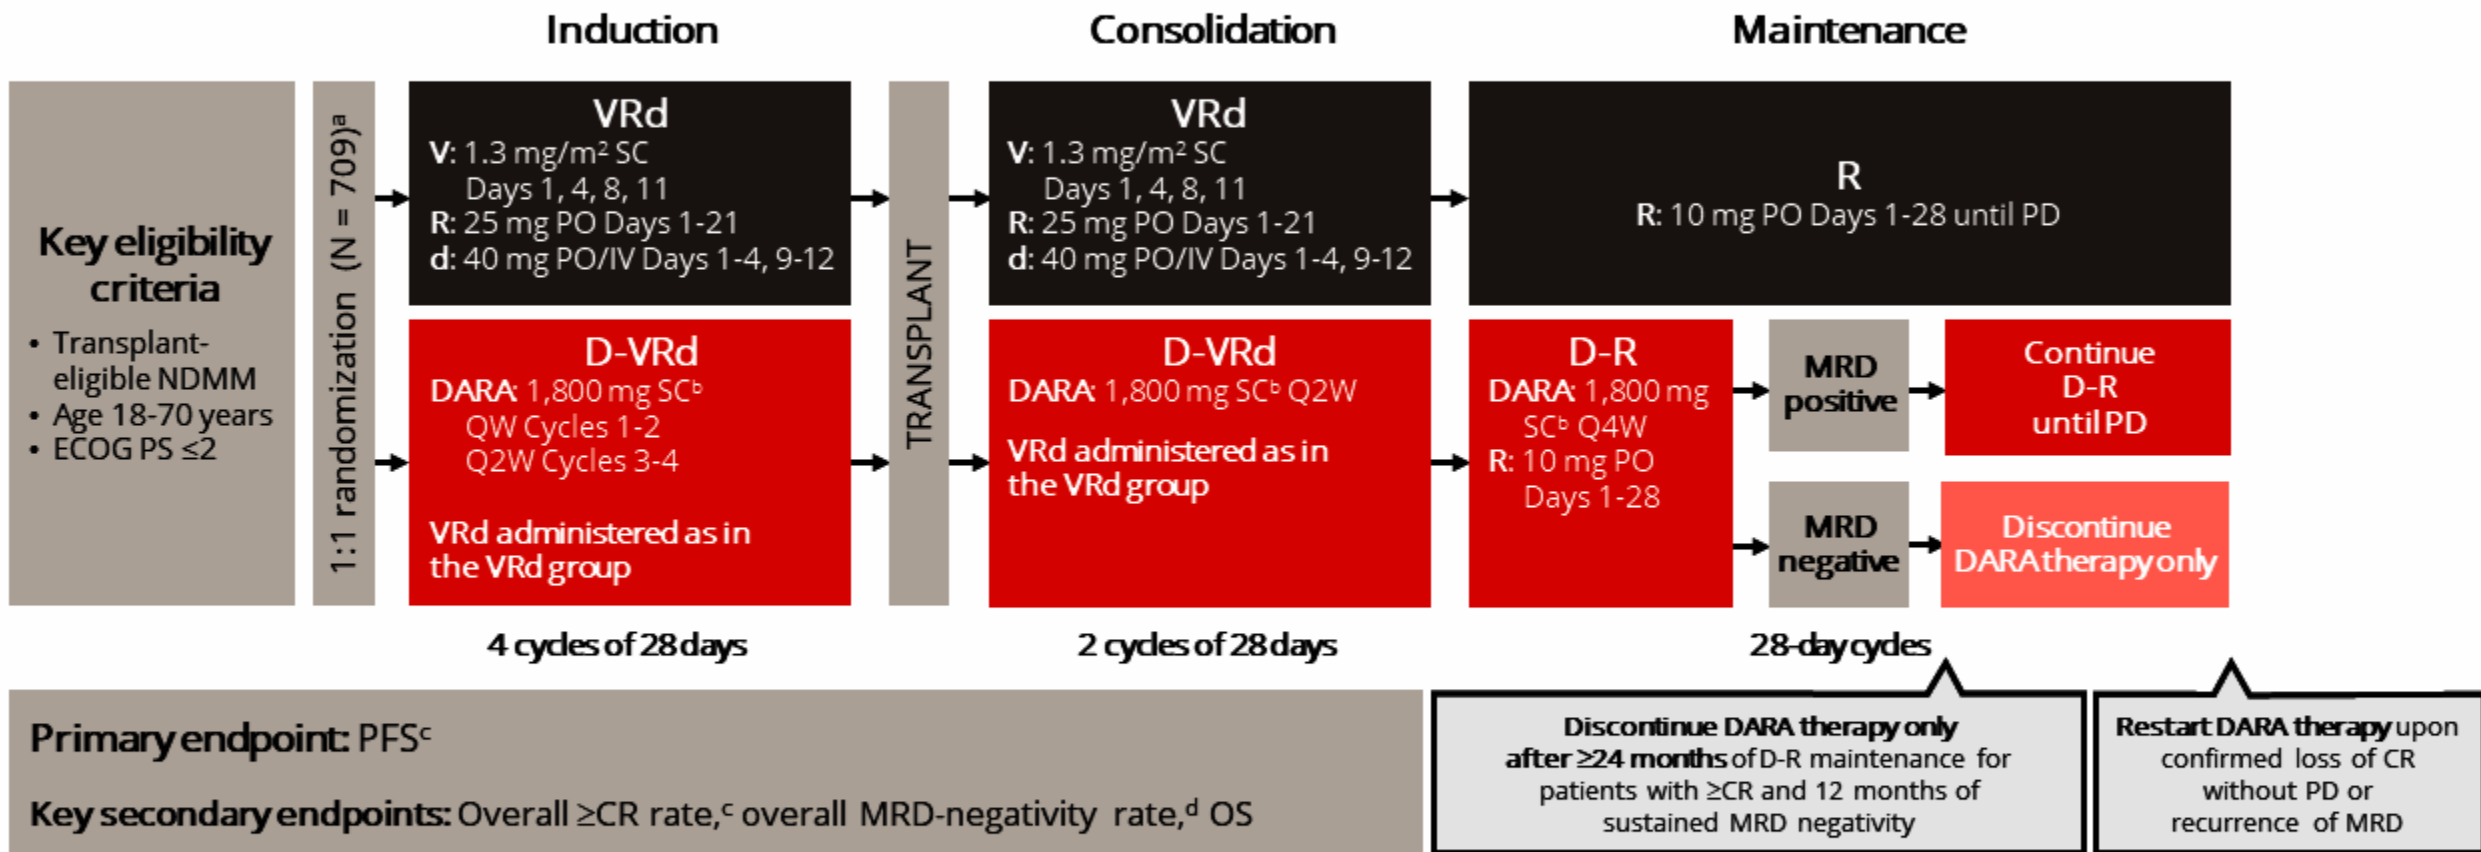 Induction
Consolidation
Maintenance
Key eligibility
criteria
• Transplant-
eligible NDMM
• Age 18-70 years
• ECOG PS ≤2
1:1 randomization (N = 709)ᵃ
VRd
V: 1.3 mg/m² SC
Days 1, 4, 8, 11
R: 25 mg PO Days 1-21
d: 40 mg PO/IV Days 1-4, 9-12
D-VRd
DARA: 1,800 mg SCᵇ
QW Cycles 1-2
Q2W Cycles 3-4
VRd administered as in
the VRd group
4 cycles of 28 days
TRANSPLANT
VRd
V: 1.3 mg/m² SC
Days 1, 4, 8, 11
R: 25 mg PO Days 1-21
d: 40 mg PO/IV Days 1-4, 9-12
D-VRd
DARA: 1,800 mg SCᵇ Q2W
VRd administered as in
the VRd group
2 cycles of 28 days
R
R: 10 mg PO Days 1-28 until PD
D-R
DARA: 1,800 mg
SCᵇ Q4W
R: 10 mg PO
Days 1-28
MRD
positive
Continue
D-R
until PD
MRD
negative
Discontinue
DARA therapy only
28-day cycles
Primary endpoint: PFSᶜ
Key secondary endpoints: Overall ≥CR rate,ᶜ overall MRD-negativity rate,ᵈ OS
Discontinue DARA therapy only
after ≥24 months of D-R maintenance for
patients with ≥CR and 12 months of
sustained MRD negativity
Restart DARA therapy upon
confirmed loss of CR
without PD or
recurrence of MRD